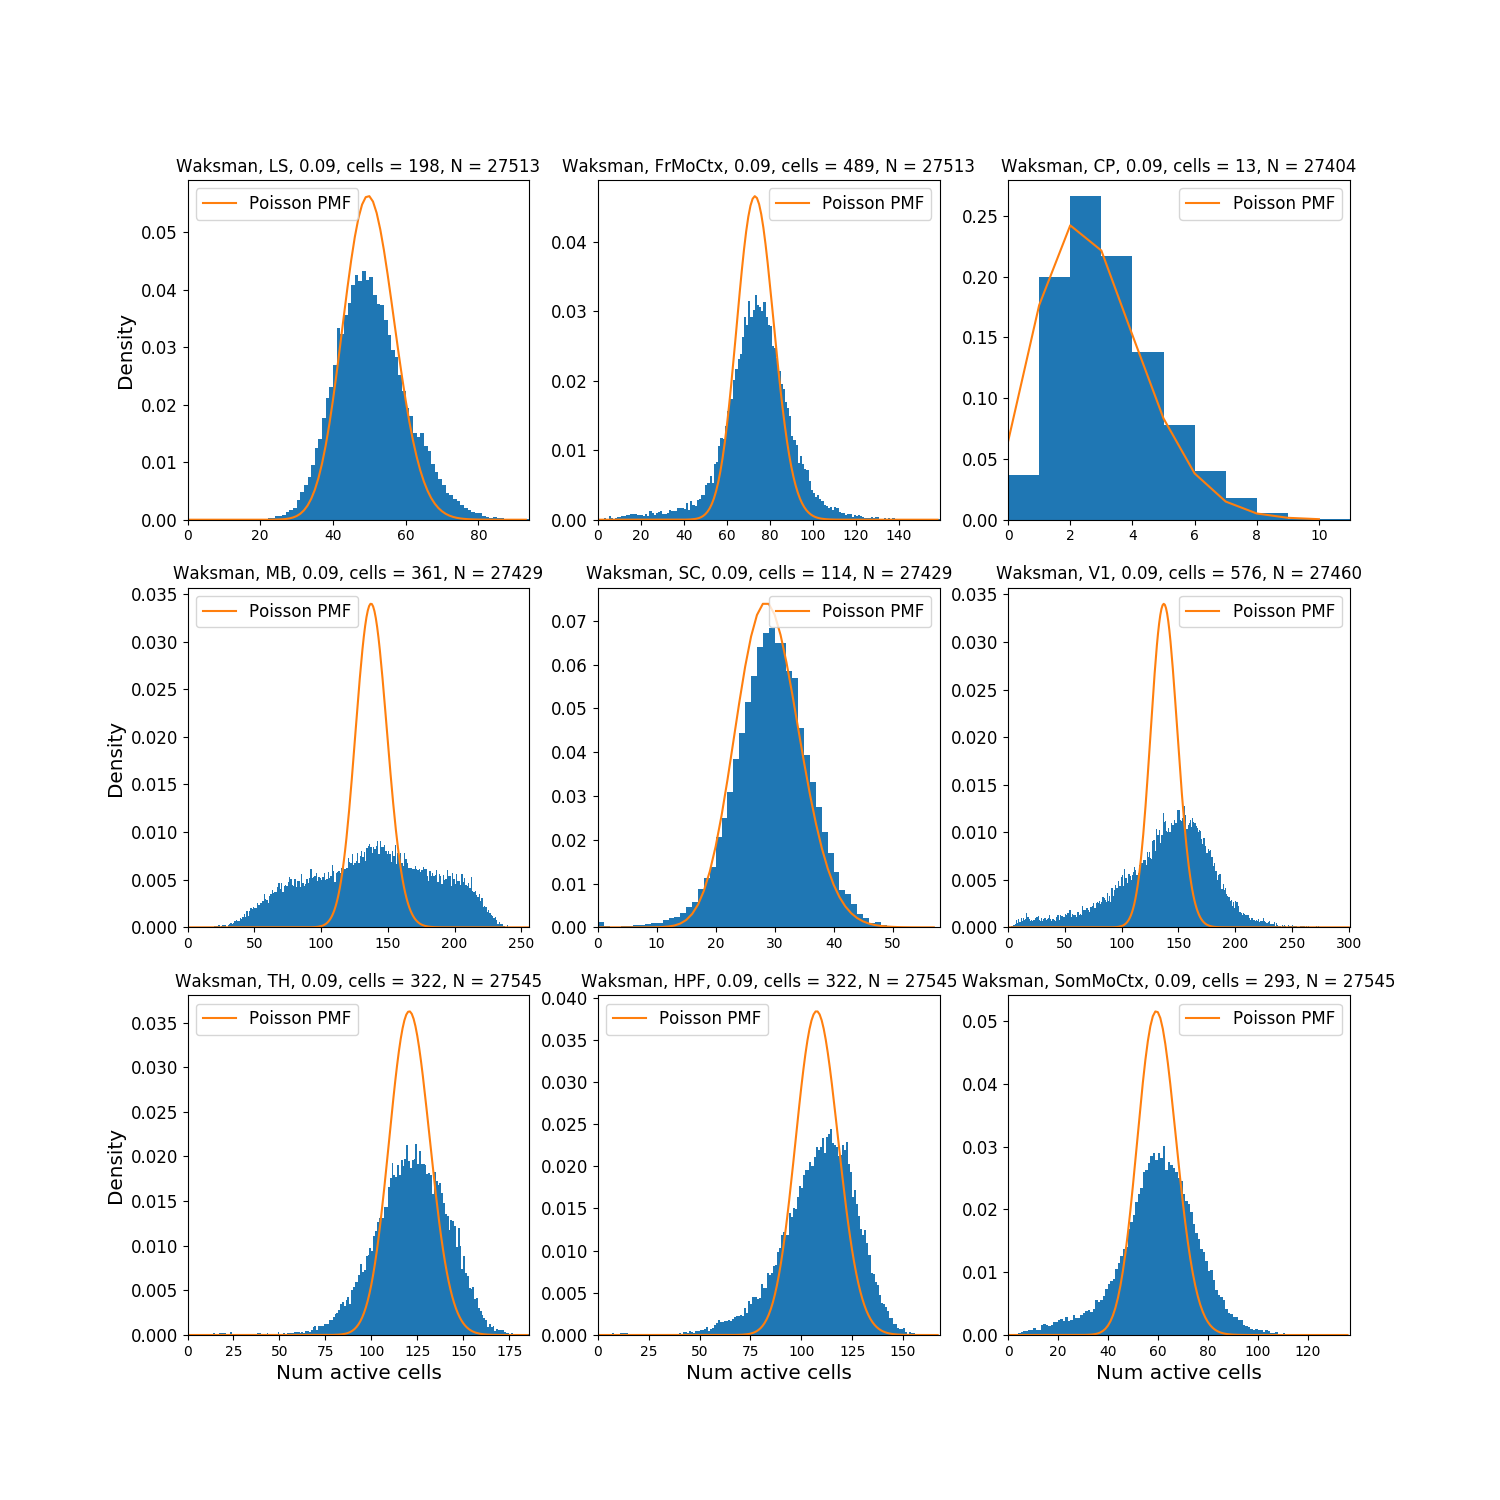 Waksman, LS, 0.09, cells = 198, N = 27513
Poisson PMF
Density
0.05
0.04
0.03
0.02
0.01
0.00
0 20 40 60 80
Waksman, FrMoCtx, 0.09, cells = 489, N = 27513
Poisson PMF
0.04
0.03
0.02
0.01
0.00
0 20 40 60 80 100 120 140
Waksman, CP, 0.09, cells = 13, N = 27404
Poisson PMF
0.25
0.20
0.15
0.10
0.05
0.00
0 2 4 6 8 10
Waksman, MB, 0.09, cells = 361, N = 27429
Poisson PMF
Density
0.035
0.030
0.025
0.020
0.015
0.010
0.005
0.000
0 50 100 150 200 250
Waksman, SC, 0.09, cells = 114, N = 27429
Poisson PMF
0.07
0.06
0.05
0.04
0.03
0.02
0.01
0.00
0 10 20 30 40 50
Waksman, V1, 0.09, cells = 576, N = 27460
Poisson PMF
0.035
0.030
0.025
0.020
0.015
0.010
0.005
0.000
0 50 100 150 200 250 300
Waksman, TH, 0.09, cells = 322, N = 27545
Poisson PMF
Density
0.035
0.030
0.025
0.020
0.015
0.010
0.005
0.000
0 25 50 75 100 125 150 175
Num active cells
Waksman, HPF, 0.09, cells = 322, N = 27545
Poisson PMF
0.040
0.035
0.030
0.025
0.020
0.015
0.010
0.005
0.000
0 25 50 75 100 125 150
Num active cells
Waksman, SomMoCtx, 0.09, cells = 293, N = 27545
Poisson PMF
0.05
0.04
0.03
0.02
0.01
0.00
0 20 40 60 80 100 120
Num active cells